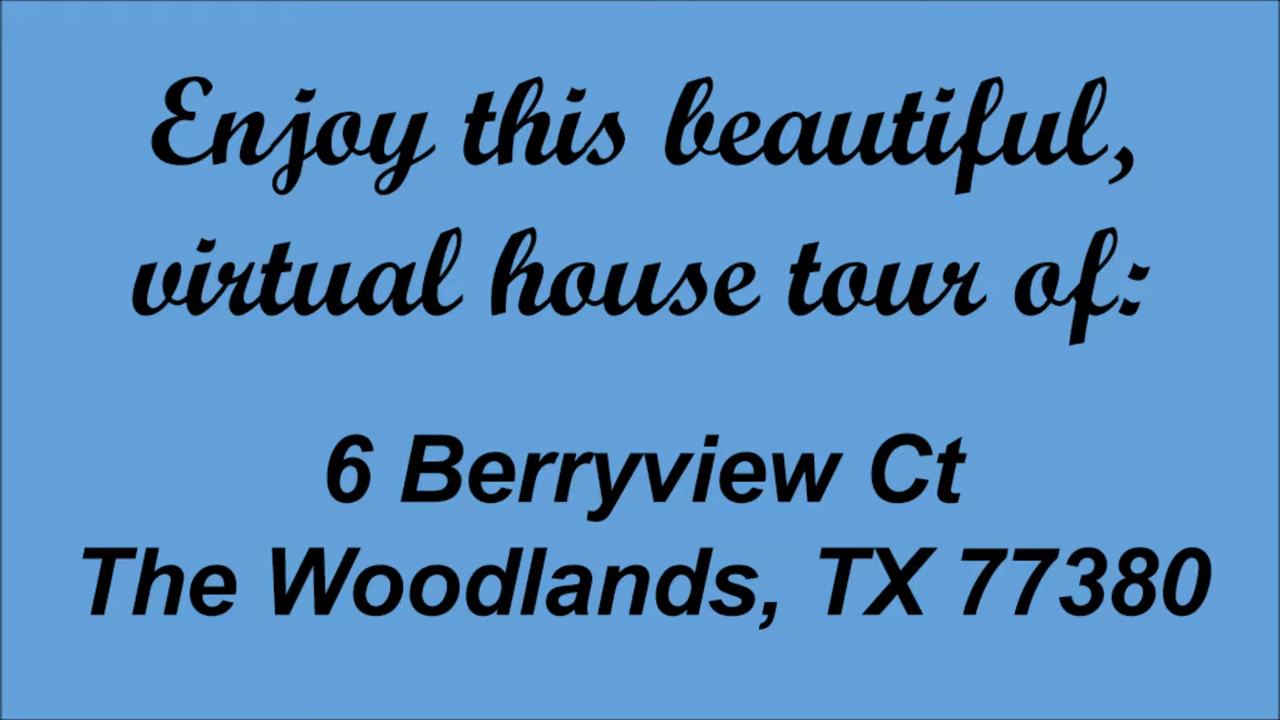 Enjoy this beautiful,
virtual house tour of:
6 Berryview Ct
The Woodlands, TX 77380